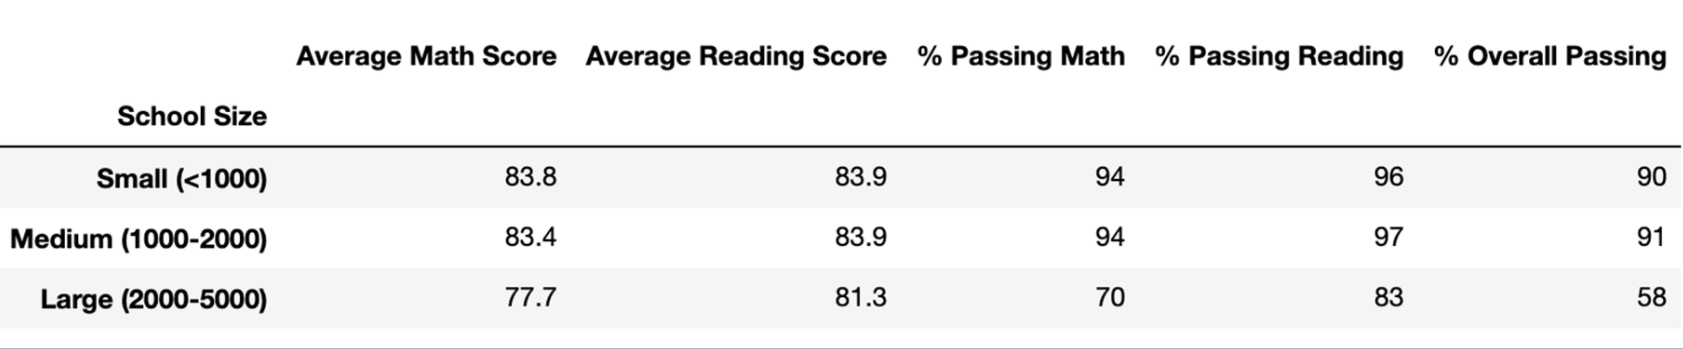 Average Math Score Average Reading Score % Passing Math % Passing Reading % Overall Passing
School Size
Small (<1000) 83.8 83.9 94 96 90
Medium (1000-2000) 83.4 83.9 94 97 91
Large (2000-5000) 77.7 81.3 70 83 58